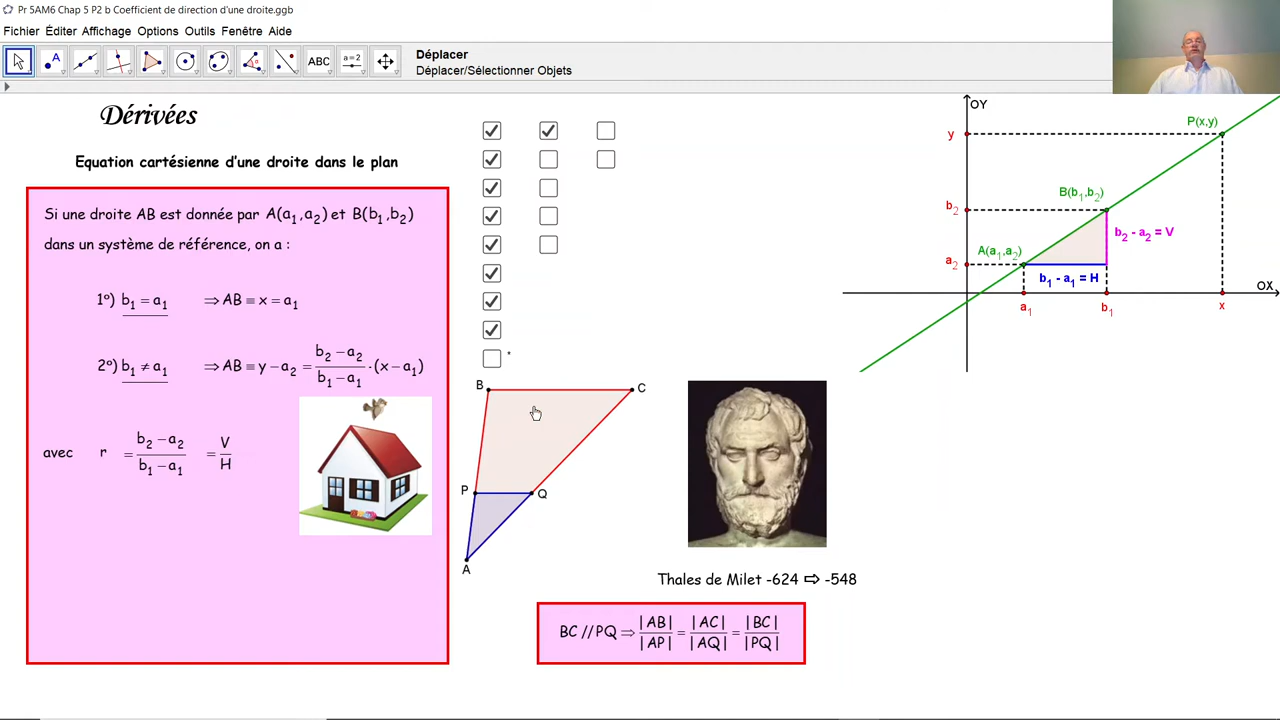 Pr 5AM6 Chap 5 P2 b Coefficient de direction d'une droite.ggb
Fichier Éditer Affichage Options Outils Fenêtre Aide
A ABC a=2
Déplacer
Déplacer/Sélectionner Objets
Dérivées
Equation cartésienne d'une droite dans le plan
Si une droite AB est donnée par A(a₁,a₂) et B(b₁,b₂)
dans un système de référence, on a :
1°) b₁ = a₁ ⇒ AB ≡ x = a₁
2°) b₁ ≠ a₁ ⇒ AB ≡ y − a₂ = (b₂ − a₂)/(b₁ − a₁) · (x − a₁)
avec r = (b₂ − a₂)/(b₁ − a₁) = V/H
*
B C
P Q
A
OY
y
P(x,y)
b₂
B(b₁,b₂)
b₂ - a₂ = V
a₂
A(a₁,a₂)
b₁ - a₁ = H
OX
a₁ b₁ x
Thales de Milet -624 ⇨ -548
BC // PQ ⇒ |AB|/|AP| = |AC|/|AQ| = |BC|/|PQ|